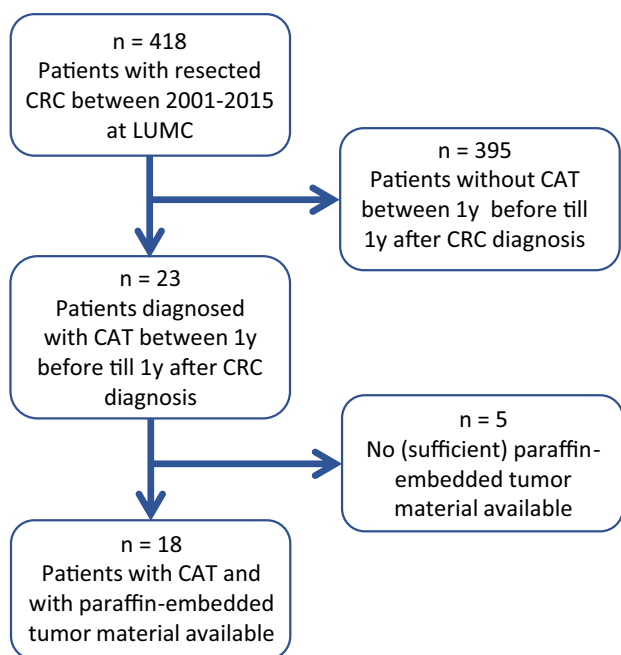 n = 418
Patients with resected
CRC between 2001-2015
at LUMC
n = 395
Patients without CAT
between 1y before till
1y after CRC diagnosis
n = 23
Patients diagnosed
with CAT between 1y
before till 1y after CRC
diagnosis
n = 5
No (sufficient) paraffin-
embedded tumor
material available
n = 18
Patients with CAT and
with paraffin-embedded
tumor material available